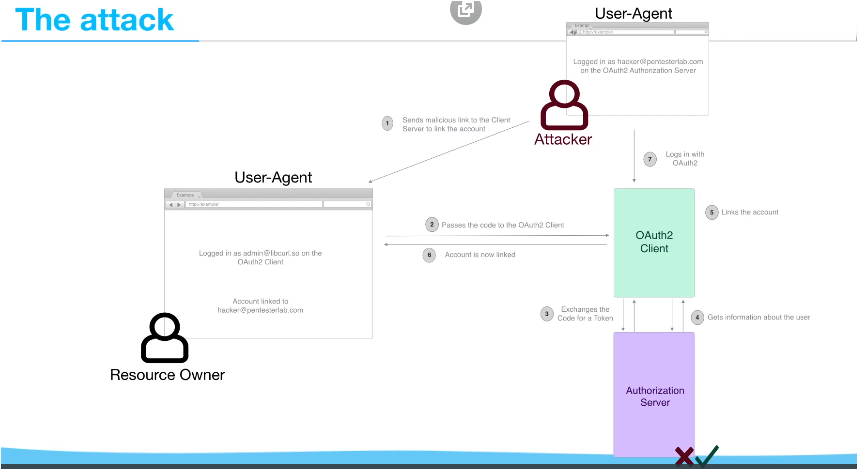 The attack
User-Agent
Example
http://example/
Logged in as hacker@pentesterlab.com
on the OAuth2 Authorization Server
Attacker
1
Sends malicious link to the Client
Server to link the account
7
Logs in with
OAuth2
User-Agent
Example
http://example/
Logged in as admin@libcurl.so on the
OAuth2 Client
Account linked to
hacker@pentesterlab.com
Resource Owner
2
Passes the code to the OAuth2 Client
6
Account is now linked
OAuth2
Client
5
Links the account
3
Exchanges the
Code for a Token
4
Gets information about the user
Authorization
Server